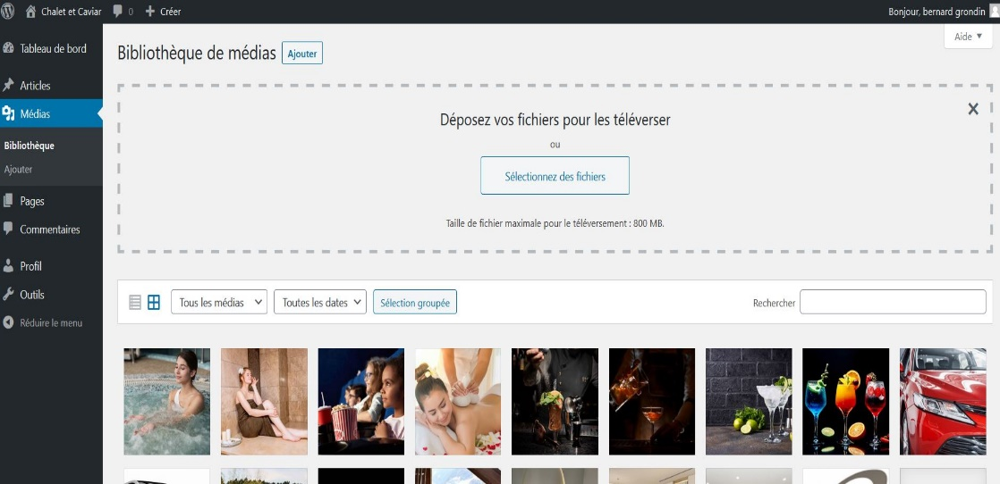 Chalet et Caviar 0 Créer Bonjour, bernard grondin
Aide
Tableau de bord
Bibliothèque de médias Ajouter
Articles
Médias
Bibliothèque
Ajouter
Pages
Commentaires
Profil
Outils
Réduire le menu
Déposez vos fichiers pour les téléverser
ou
Sélectionnez des fichiers
Taille de fichier maximale pour le téléversement : 800 MB.
Tous les médias Toutes les dates Sélection groupée Rechercher